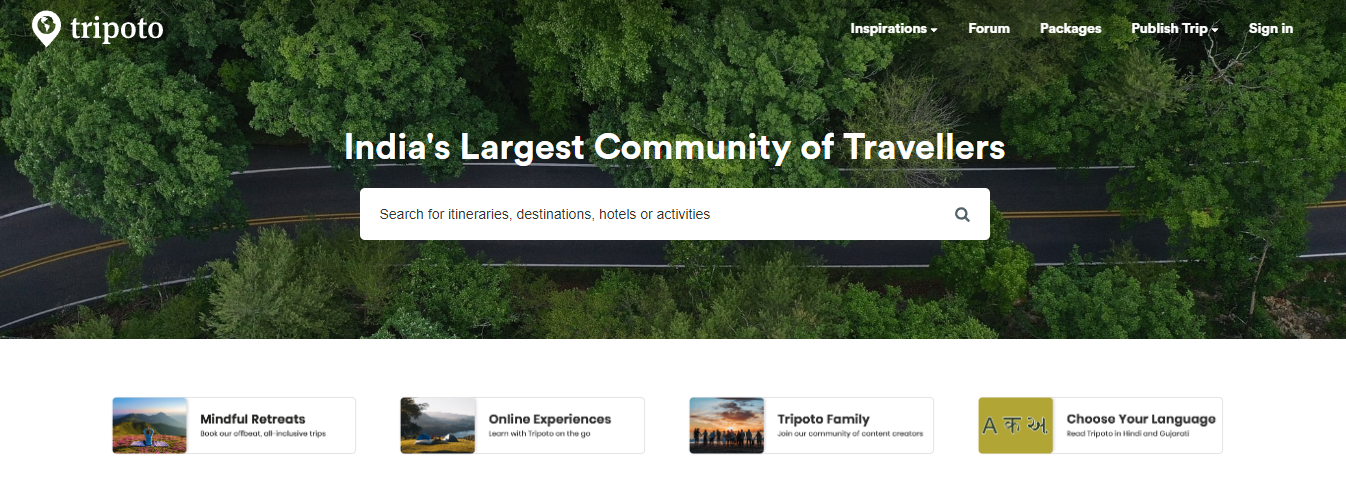 tripoto
Inspirations
Forum
Packages
Publish Trip
Sign in
India's Largest Community of Travellers
Search for itineraries, destinations, hotels or activities
Mindful Retreats
Book our offbeat, all-inclusive trips
Online Experiences
Learn with Tripoto on the go
Tripoto Family
Join our community of content creators
A क અ
Choose Your Language
Read Tripoto in Hindi and Gujarati